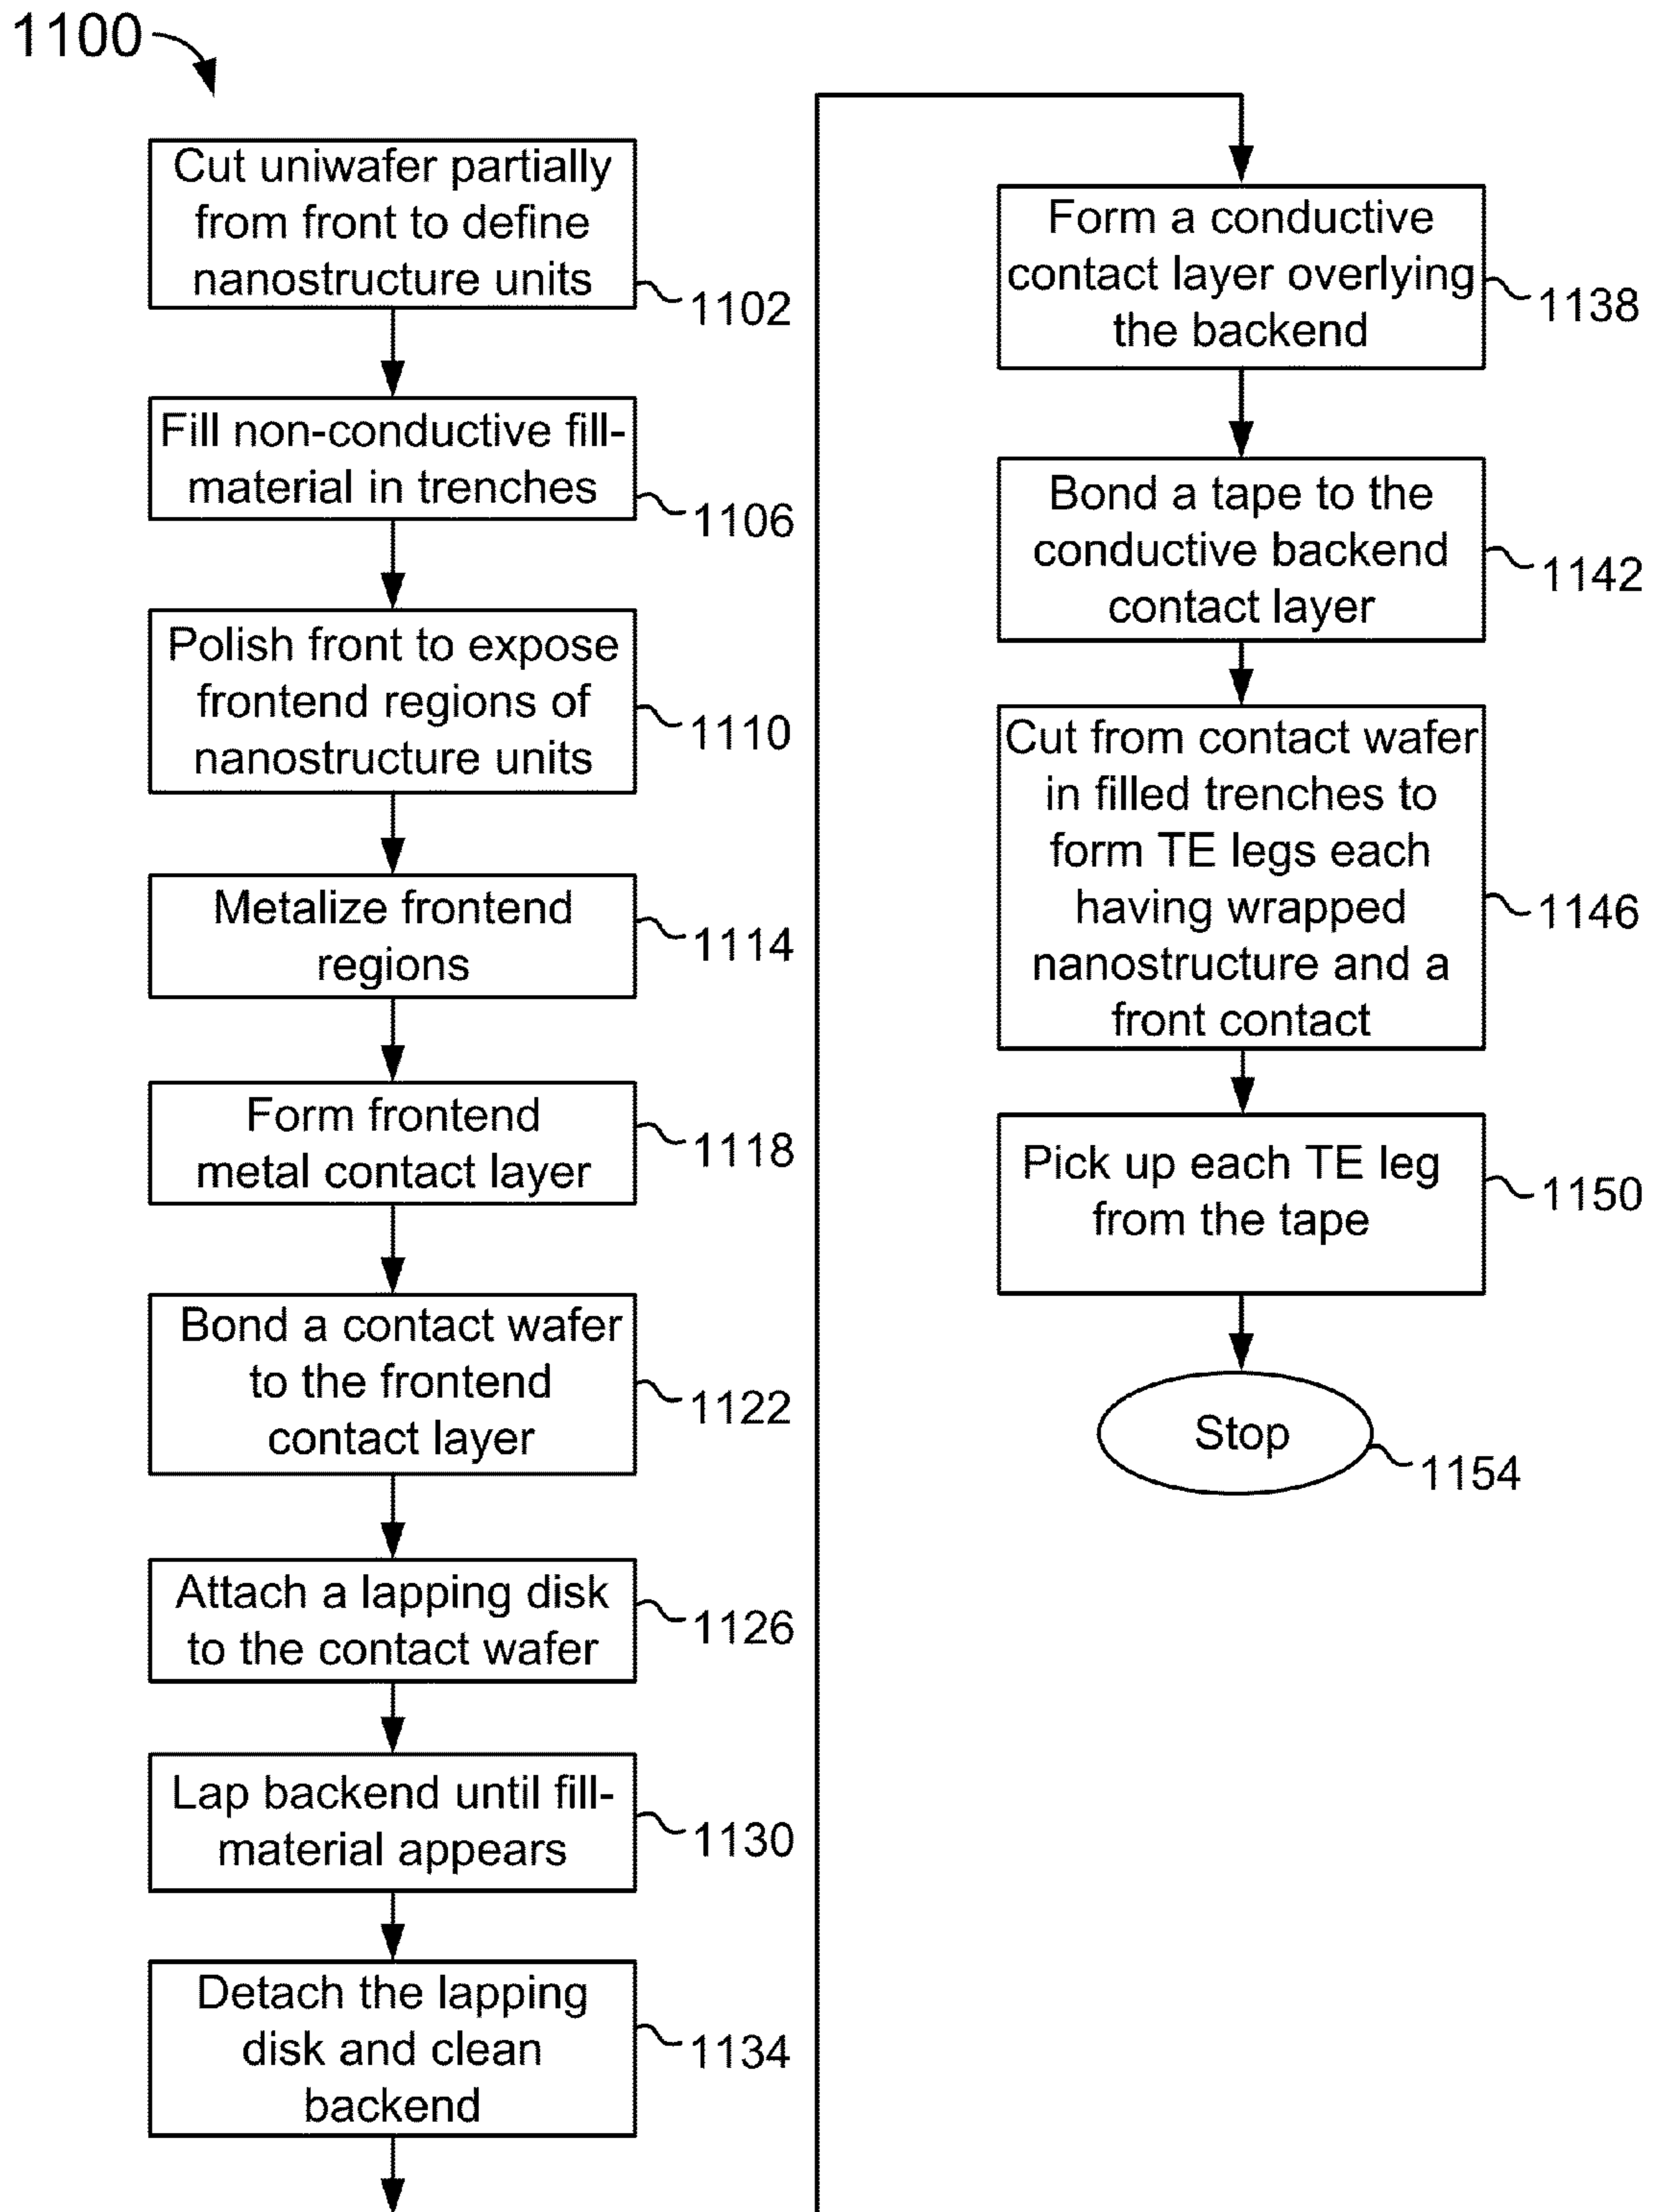 1100
Cut uniwafer partially
from front to define
nanostructure units
1102
Fill non-conductive fill-
material in trenches
1106
Polish front to expose
frontend regions of
nanostructure units
1110
Metalize frontend
regions
1114
Form frontend
metal contact layer
1118
Bond a contact wafer
to the frontend
contact layer
1122
Attach a lapping disk
to the contact wafer
1126
Lap backend until fill-
material appears
1130
Detach the lapping
disk and clean
backend
1134
Form a conductive
contact layer overlying
the backend
1138
Bond a tape to the
conductive backend
contact layer
1142
Cut from contact wafer
in filled trenches to
form TE legs each
having wrapped
nanostructure and a
front contact
1146
Pick up each TE leg
from the tape
1150
Stop
1154